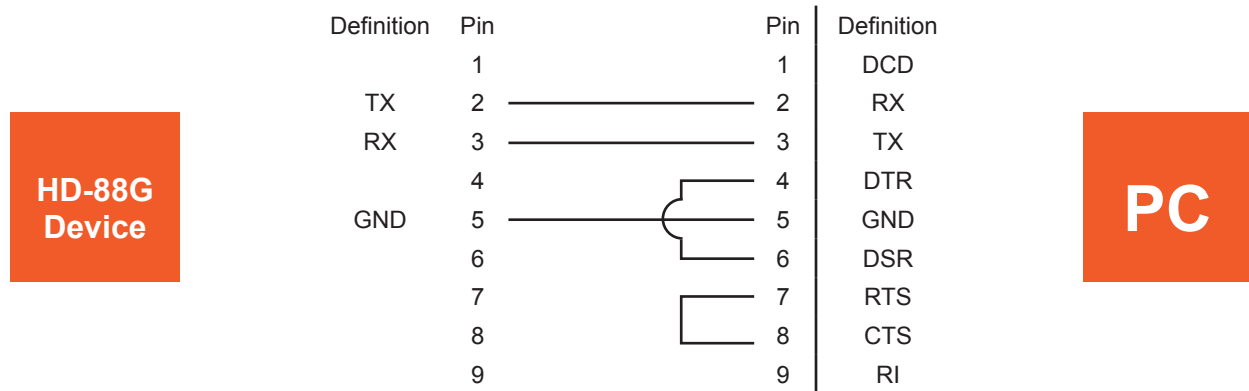 Definition Pin Pin Definition
1 1 DCD
TX 2 2 RX
RX 3 3 TX
4 4 DTR
GND 5 5 GND
6 6 DSR
7 7 RTS
8 8 CTS
9 9 RI
HD-88G
Device
PC